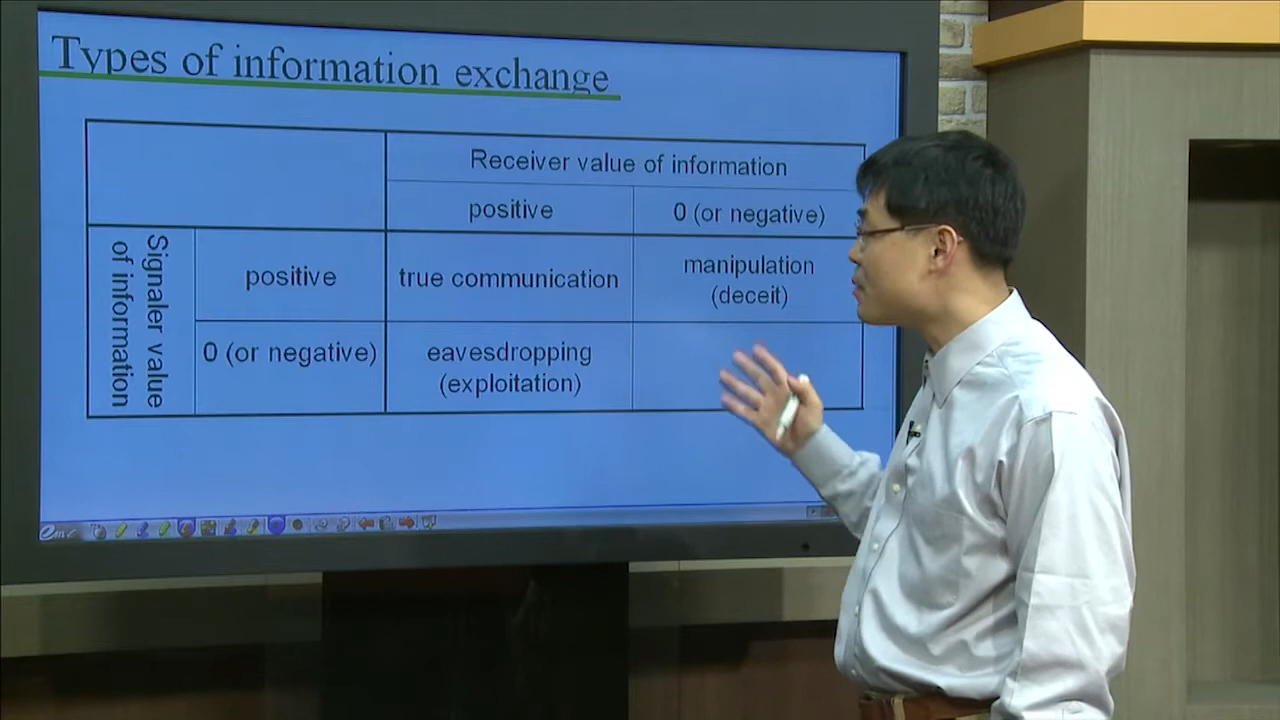 Types of information exchange
Receiver value of information
positive
0 (or negative)
Signaler value
of information
positive
true communication
manipulation
(deceit)
0 (or negative)
eavesdropping
(exploitation)